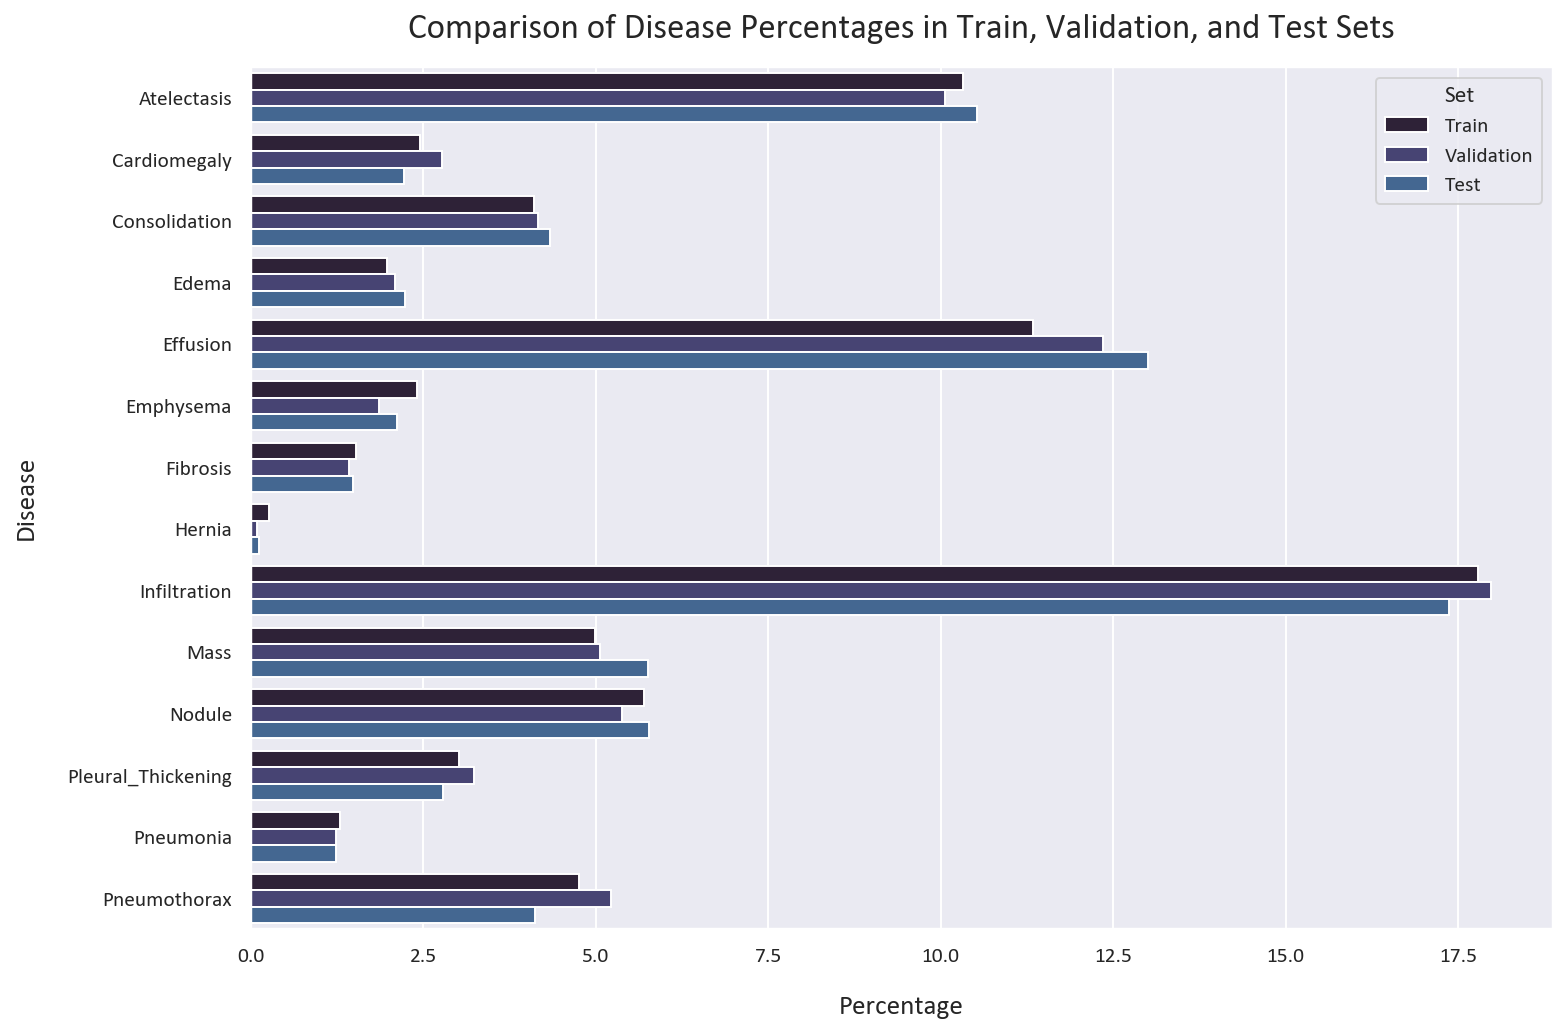 Comparison of Disease Percentages in Train, Validation, and Test Sets
Set
Train
Validation
Test
Disease
Atelectasis
Cardiomegaly
Consolidation
Edema
Effusion
Emphysema
Fibrosis
Hernia
Infiltration
Mass
Nodule
Pleural_Thickening
Pneumonia
Pneumothorax
0.0 2.5 5.0 7.5 10.0 12.5 15.0 17.5
Percentage